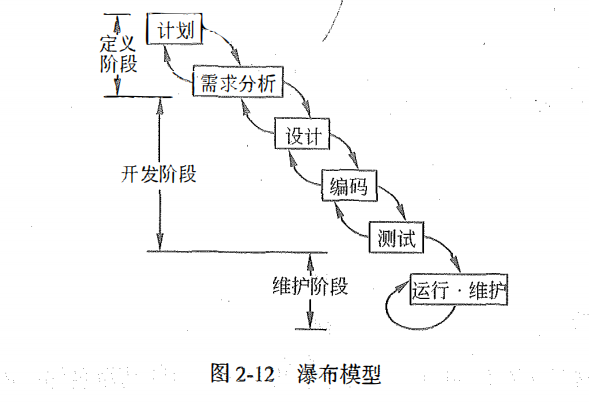 计划
定义
阶段
需求分析
设计
开发阶段
编码
测试
维护阶段
运行·维护
图 2-12 瀑布模型